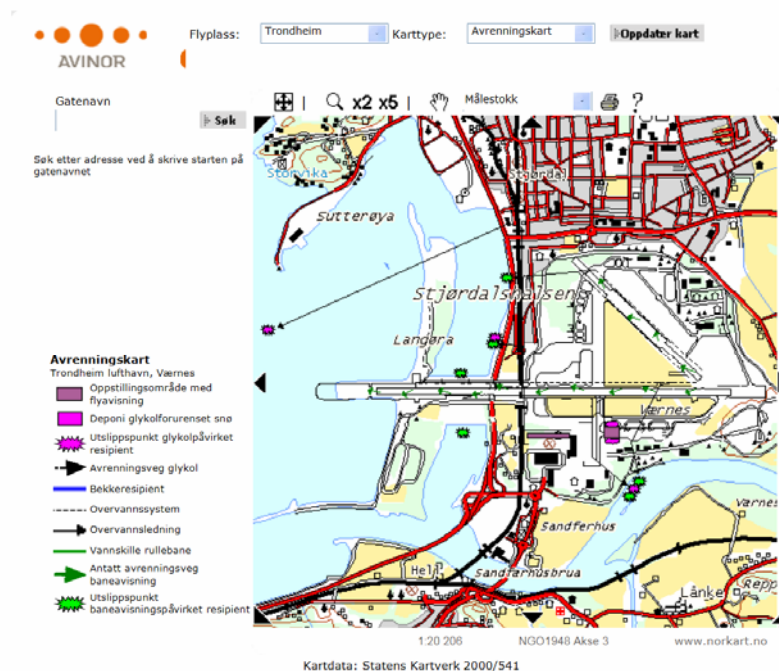 AVINOR
Flyplass:
Trondheim
Karttype:
Avrenningskart
Oppdater kart
Gatenavn
Søk
Søk etter adresse ved å skrive starten på
gatenavnet
x2 x5
Målestokk
?
Storvika
Sutterøya
Stjørdal
Stjørdalshalsen
Langøra
Værnes
Sandferhus
Sandfærhusbrua
Værnes
Lånke
Repp
Avrenningskart
Trondheim lufthavn, Værnes
Oppstillingsområde med
flyavisning
Deponi glykolforurenset snø
Utslippspunkt glykolpåvirket
resipient
Avrenningsveg glykol
Bekkeresipient
Overvannssystem
Overvannsledning
Vannskille rullebane
Antatt avrenningsveg
baneavisning
Utslippspunkt
baneavisningspåvirket resipient
1:20 206
NGO1948 Akse 3
www.norkart.no
Kartdata: Statens Kartverk 2000/541